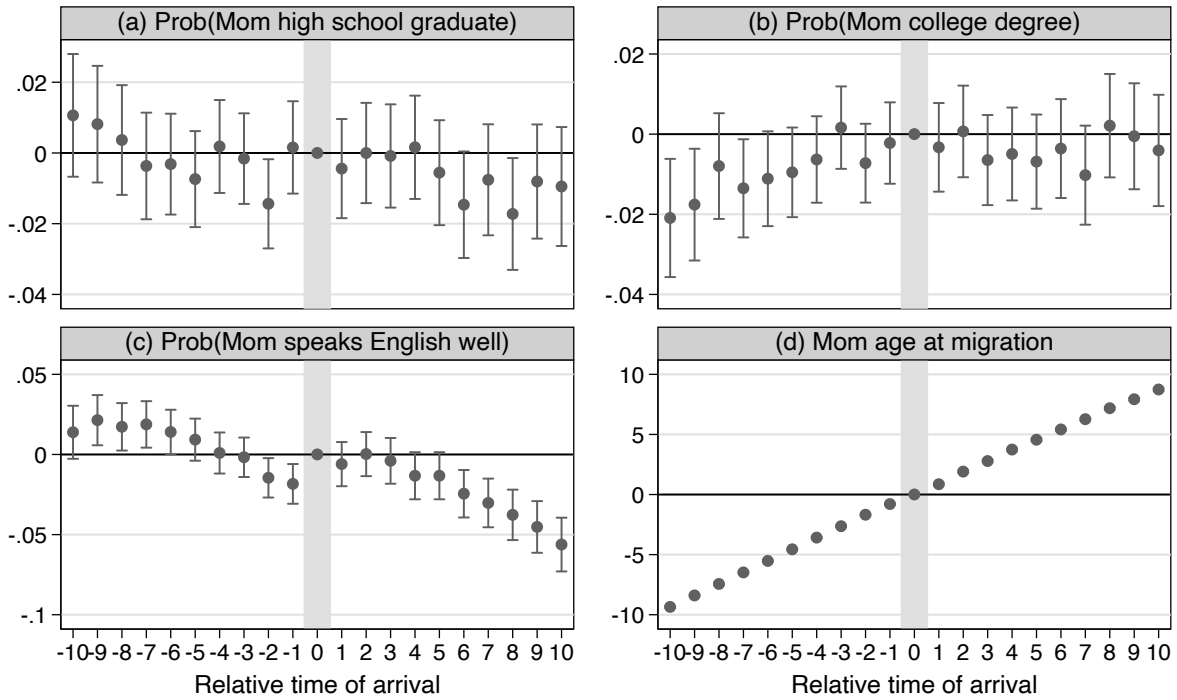 (a) Prob(Mom high school graduate)
.02
0
-.02
-.04
(b) Prob(Mom college degree)
.02
0
-.02
-.04
(c) Prob(Mom speaks English well)
.05
0
-.05
-.1
-10 -9 -8 -7 -6 -5 -4 -3 -2 -1 0 1 2 3 4 5 6 7 8 9 10
Relative time of arrival
(d) Mom age at migration
10
5
0
-5
-10
-10 -9 -8 -7 -6 -5 -4 -3 -2 -1 0 1 2 3 4 5 6 7 8 9 10
Relative time of arrival